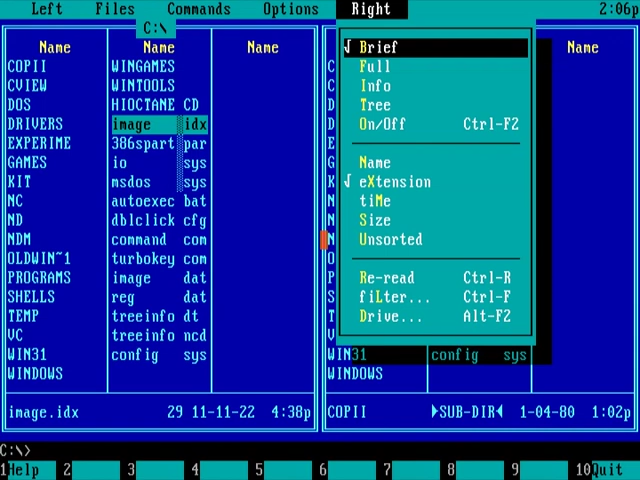 Left Files Commands Options Right 2:06p
C:\
Name Name Name √ Brief Name
COPII WINGAMES C Full
CVIEW WINTOOLS C Info
DOS HIOCTANE CD D Tree
DRIVERS image idx D On/Off Ctrl-F2
EXPERIME 386spart par E
GAMES io sys G Name
KIT msdos sys K √ eXtension
NC autoexec bat N tiMe
ND dblclick cfg N Size
NDM command com N Unsorted
OLDWIN~1 turbokey com O
PROGRAMS image dat P Re-read Ctrl-R
SHELLS reg dat S fiLter... Ctrl-F
TEMP treeinfo dt T Drive... Alt-F2
VC treeinfo ncd V
WIN31 config sys WIN31 config sys
WINDOWS WINDOWS
image.idx 29 11-11-22 4:38p COPII ►SUB-DIR◄ 1-04-80 1:02p
C:\>
1Help 2 3 4 5 6 7 8 9 10Quit